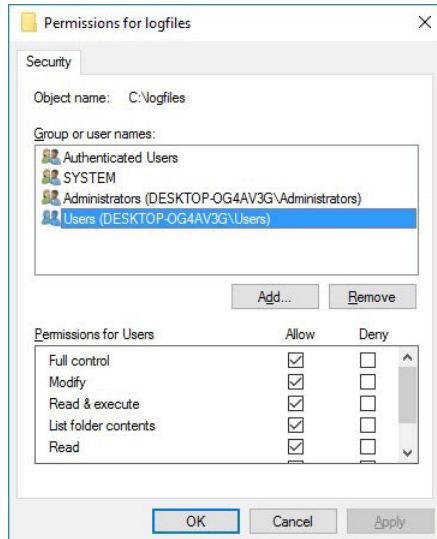 Permissions for logfiles
Security
Object name: C:\logfiles
Group or user names:
Authenticated Users
SYSTEM
Administrators (DESKTOP-OG4AV3G\Administrators)
Users (DESKTOP-OG4AV3G\Users)
Add... Remove
Permissions for Users Allow Deny
Full control
Modify
Read & execute
List folder contents
Read
OK Cancel Apply